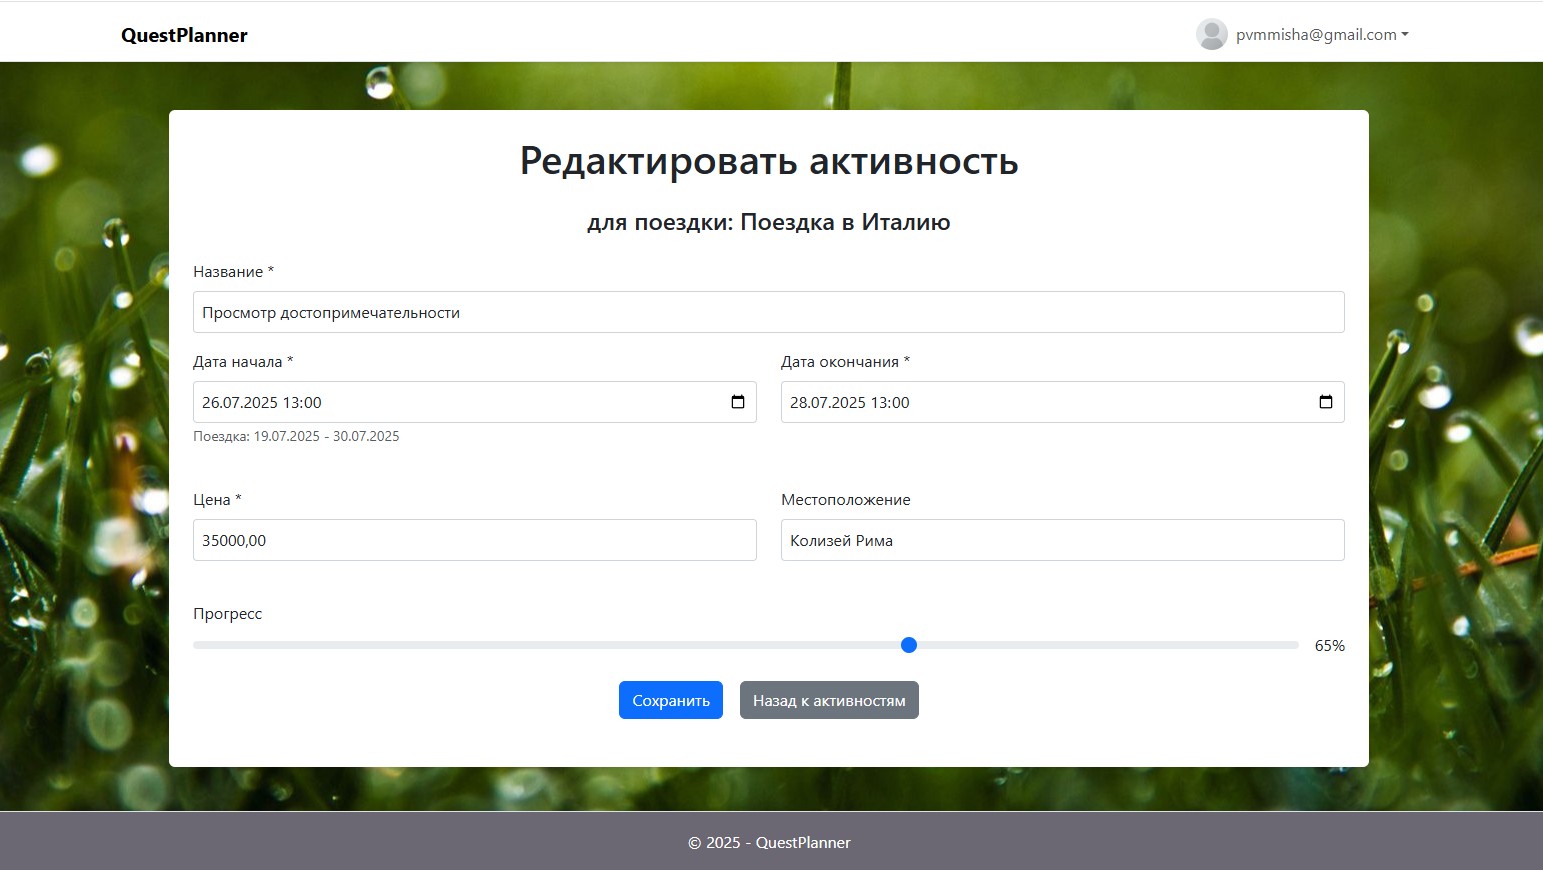 QuestPlanner
pvmmisha@gmail.com
Редактировать активность
для поездки: Поездка в Италию
Название *
Просмотр достопримечательности
Дата начала *
Дата окончания *
26.07.2025 13:00
28.07.2025 13:00
Поездка: 19.07.2025 - 30.07.2025
Цена *
Местоположение
35000,00
Колизей Рима
Прогресс
65%
Сохранить
Назад к активностям
© 2025 - QuestPlanner